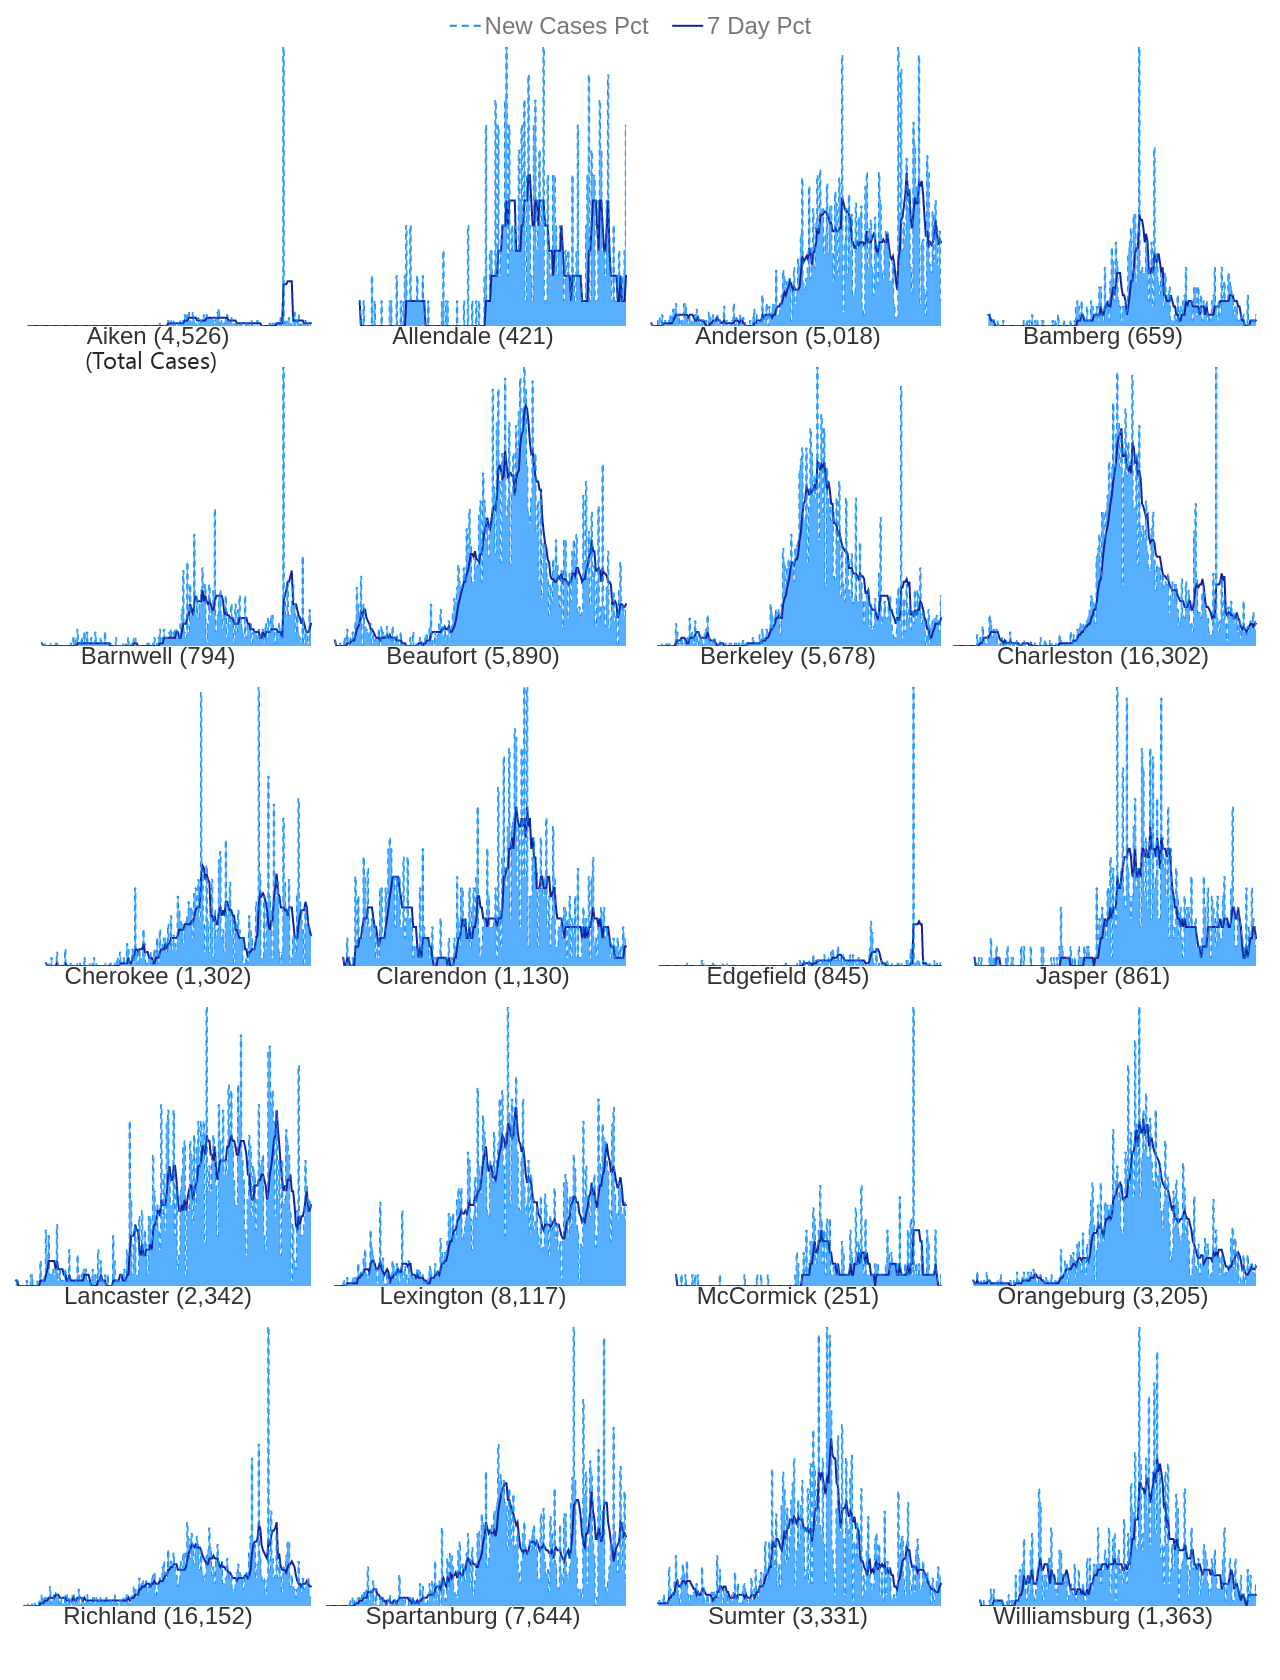 New Cases Pct 7 Day Pct
Aiken (4,526) Allendale (421) Anderson (5,018) Bamberg (659)
(Total Cases)
Barnwell (794) Beaufort (5,890) Berkeley (5,678) Charleston (16,302)
Cherokee (1,302) Clarendon (1,130) Edgefield (845) Jasper (861)
Lancaster (2,342) Lexington (8,117) McCormick (251) Orangeburg (3,205)
Richland (16,152) Spartanburg (7,644) Sumter (3,331) Williamsburg (1,363)